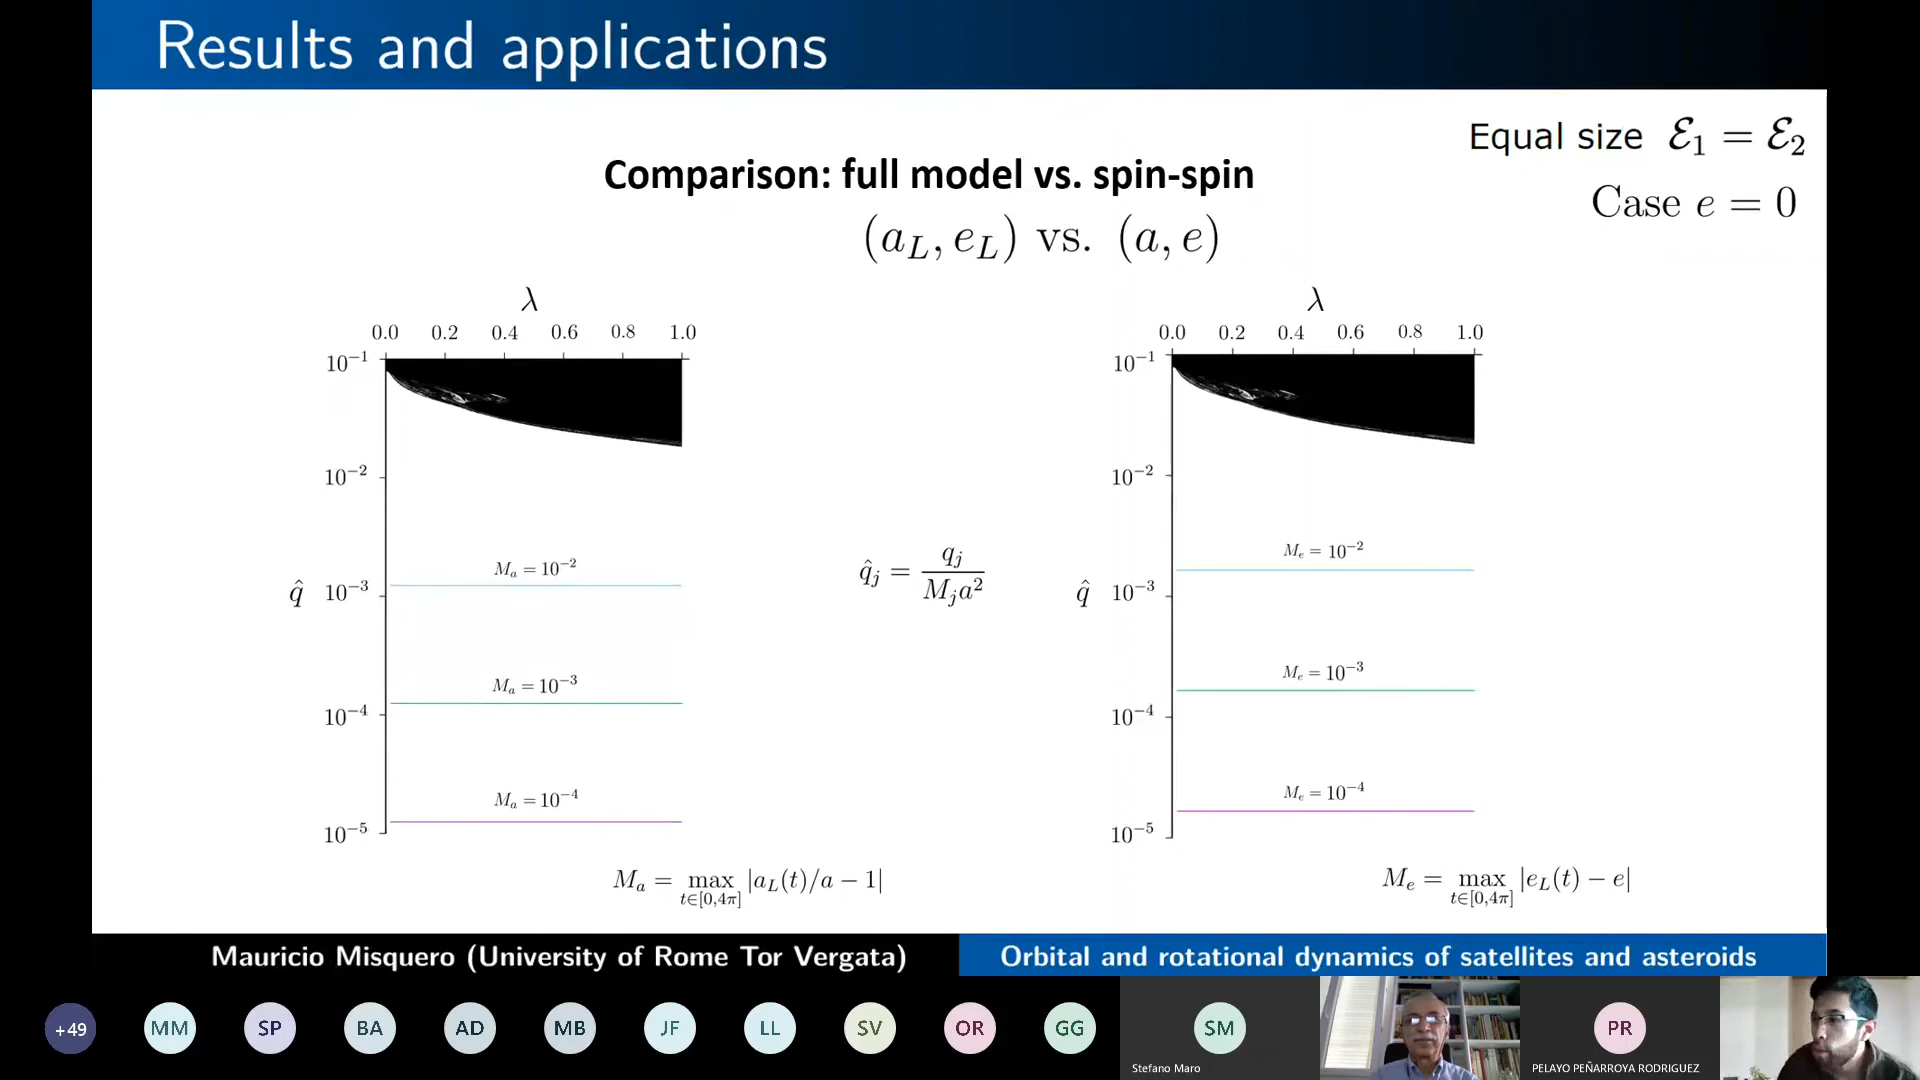 Results and applications
Equal size ℰ₁ = ℰ₂
Case e = 0
Comparison: full model vs. spin-spin
(a_L, e_L) vs. (a, e)
λ
0.0 0.2 0.4 0.6 0.8 1.0
10⁻¹
10⁻²
M_a = 10⁻²
q̂ 10⁻³
M_a = 10⁻³
10⁻⁴
M_a = 10⁻⁴
10⁻⁵
M_a = max_{t∈[0,4π]} |a_L(t)/a − 1|
q̂_j = q_j / M_j a²
λ
0.0 0.2 0.4 0.6 0.8 1.0
10⁻¹
10⁻²
M_e = 10⁻²
q̂ 10⁻³
M_e = 10⁻³
10⁻⁴
M_e = 10⁻⁴
10⁻⁵
M_e = max_{t∈[0,4π]} |e_L(t) − e|
Mauricio Misquero (University of Rome Tor Vergata)
Orbital and rotational dynamics of satellites and asteroids
+49 MM SP BA AD MB JF LL SV OR GG SM PR
Stefano Maro
PELAYO PEÑARROYA RODRIGUEZ